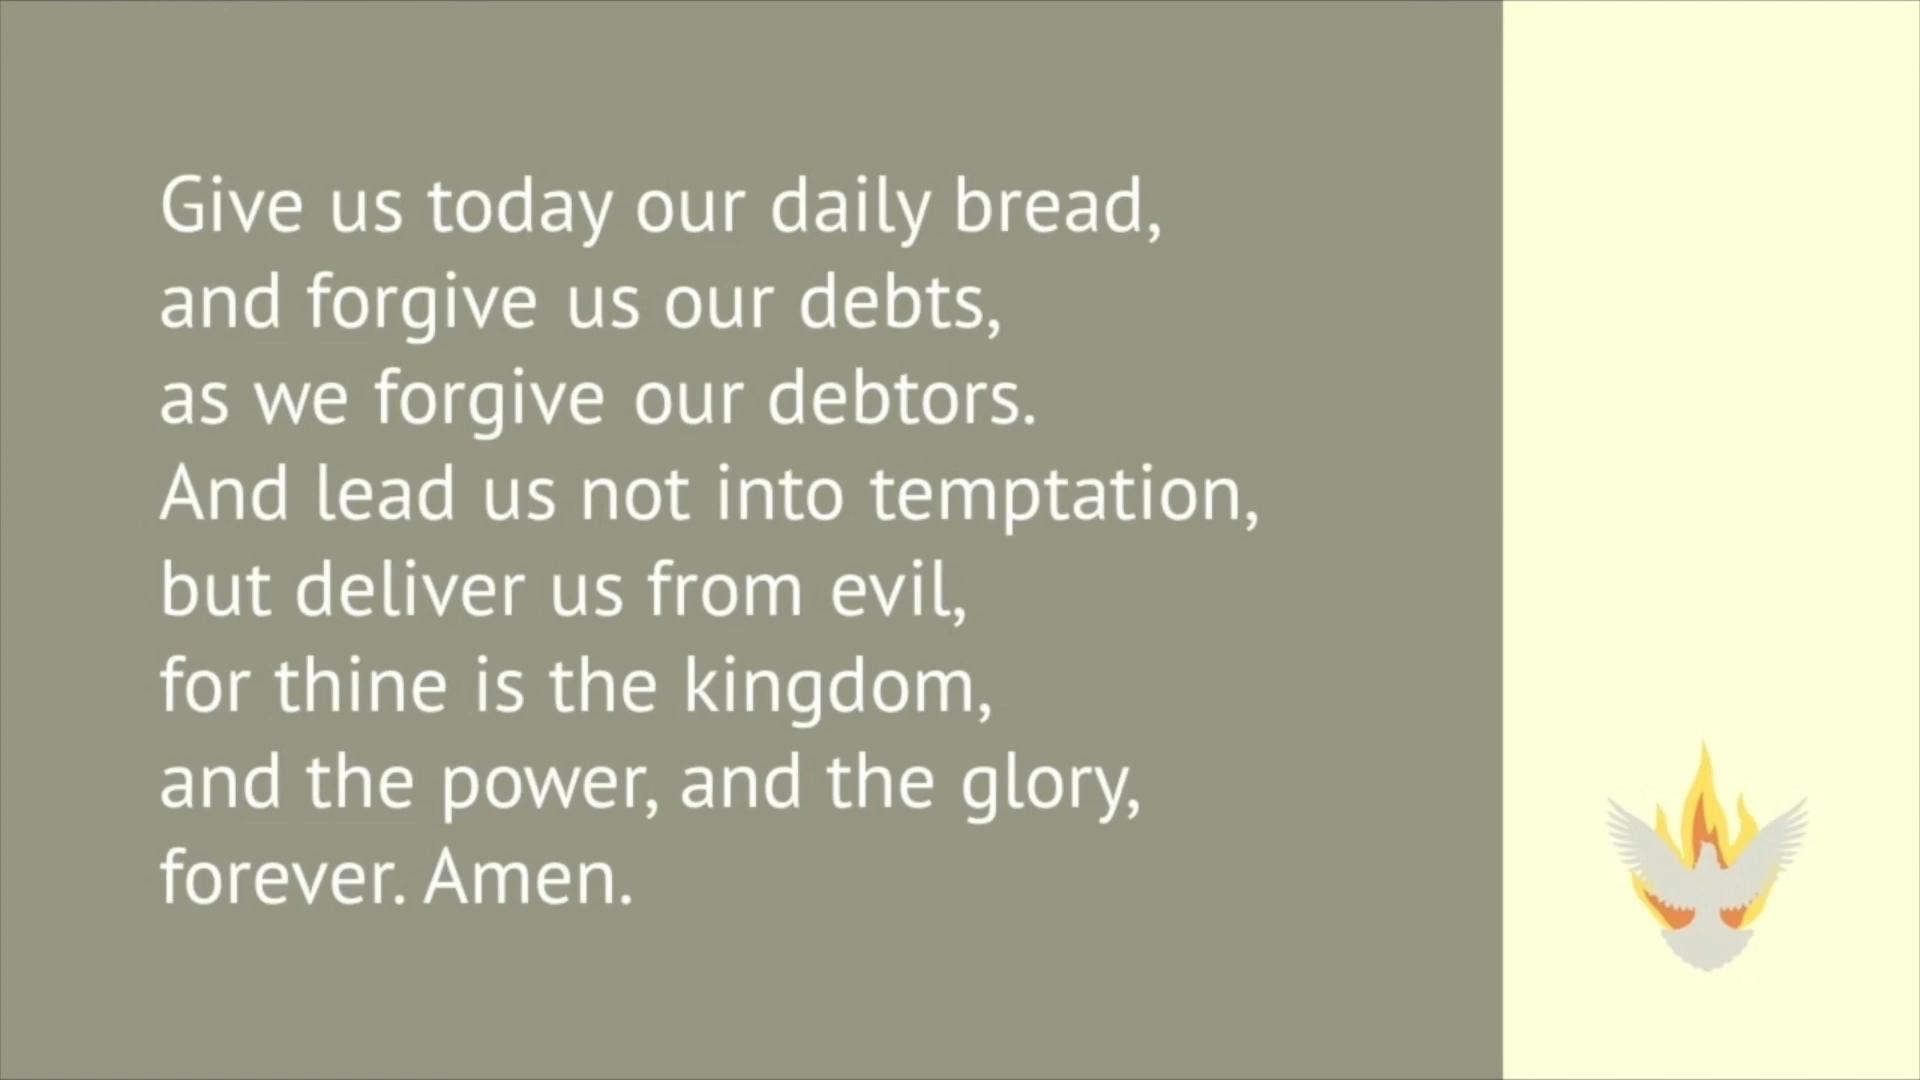 Give us today our daily bread,
and forgive us our debts,
as we forgive our debtors.
And lead us not into temptation,
but deliver us from evil,
for thine is the kingdom,
and the power, and the glory,
forever. Amen.